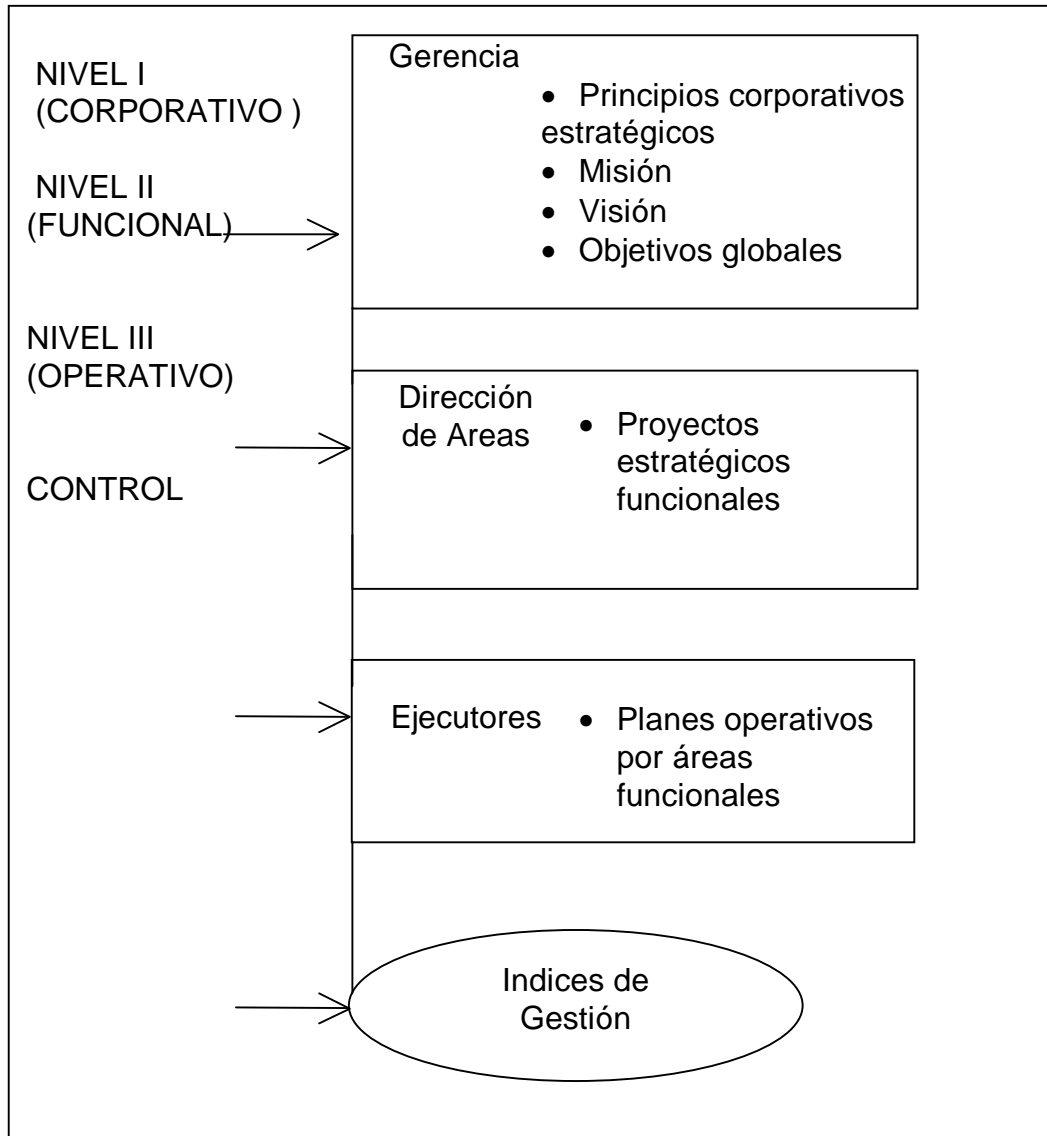 NIVEL I
(CORPORATIVO )
NIVEL II
(FUNCIONAL)
NIVEL III
(OPERATIVO)
CONTROL
Gerencia
• Principios corporativos
estratégicos
• Misión
• Visión
• Objetivos globales
Dirección
de Areas
• Proyectos
estratégicos
funcionales
Ejecutores
• Planes operativos
por áreas
funcionales
Indices de
Gestión